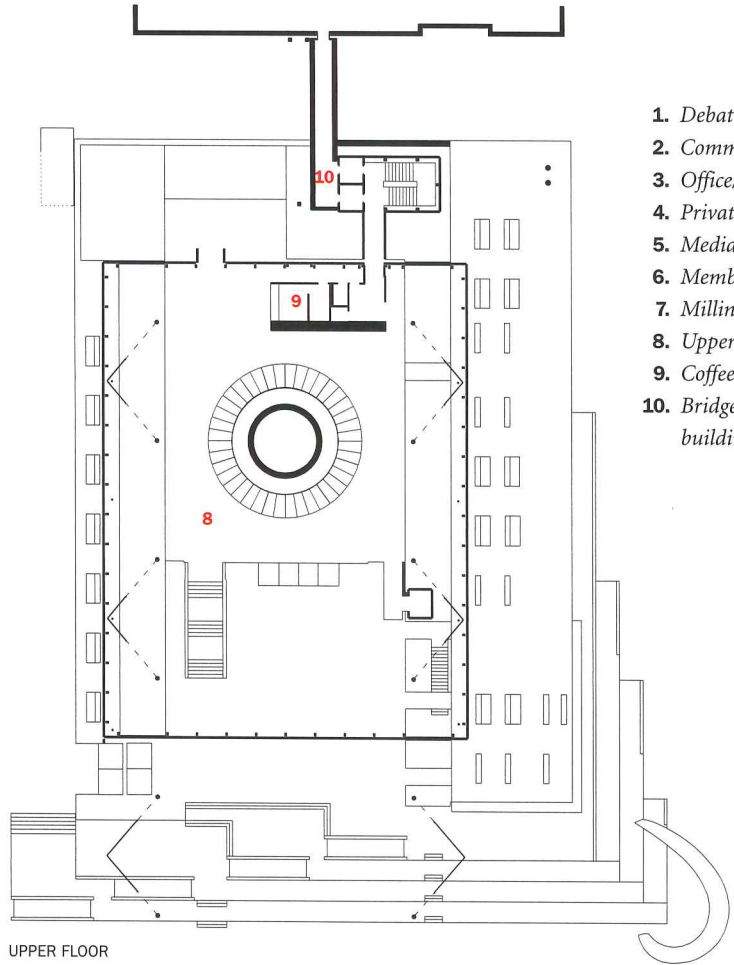 1. Debat
2. Comm
3. Office/
4. Privat
5. Media
6. Memb
7. Millin
8. Upper
9. Coffee
10. Bridge
buildin
10
9
8
UPPER FLOOR